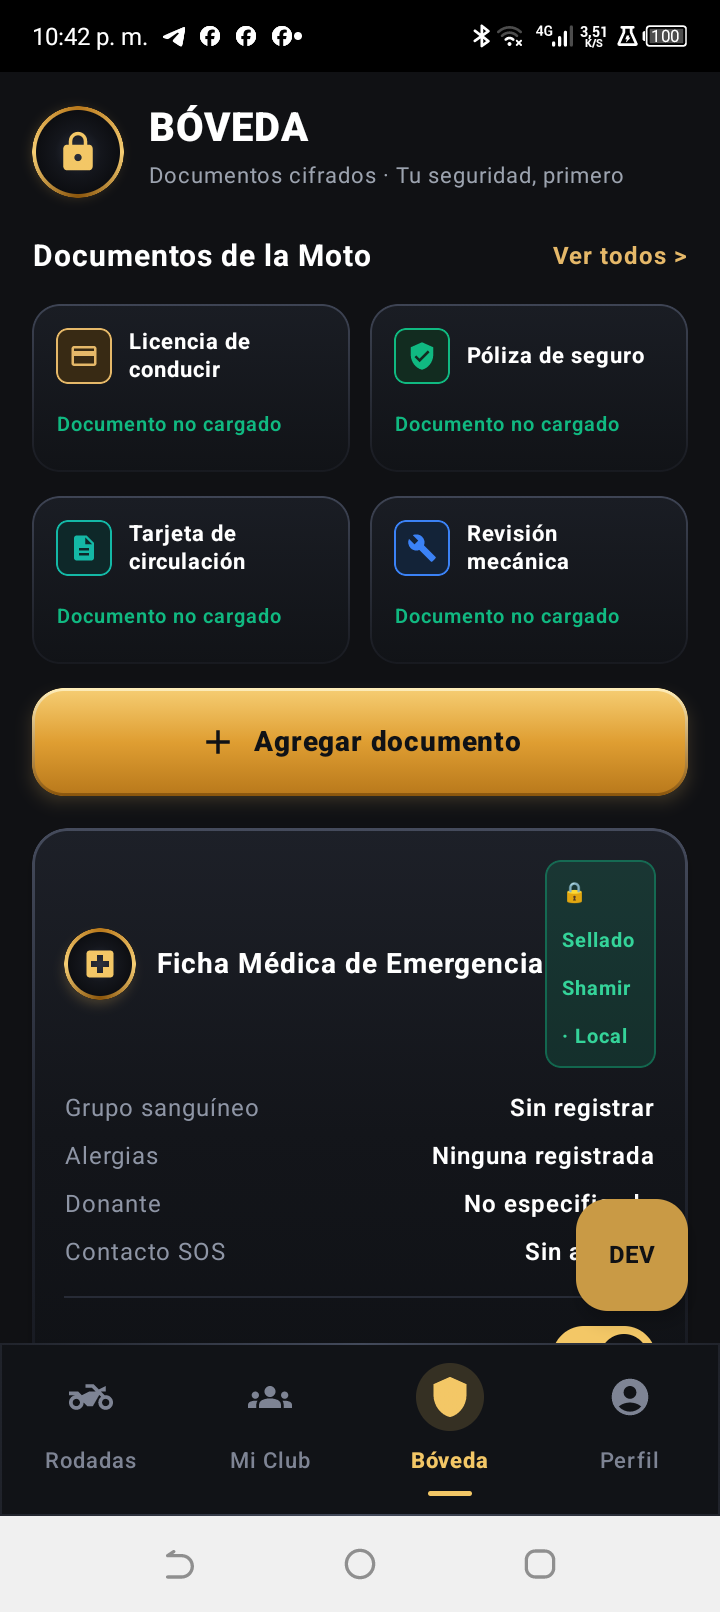 10:42 p. m.
4G
3,51
K/S
100
BÓVEDA
Documentos cifrados · Tu seguridad, primero
Documentos de la Moto
Ver todos >
Licencia de
conducir
Documento no cargado
Póliza de seguro
Documento no cargado
Tarjeta de
circulación
Documento no cargado
Revisión
mecánica
Documento no cargado
+ Agregar documento
Ficha Médica de Emergencia
🔒
Sellado
Shamir
· Local
Grupo sanguíneo
Sin registrar
Alergias
Ninguna registrada
Donante
No
Contacto SOS
Sin
DEV
Rodadas
Mi Club
Bóveda
Perfil